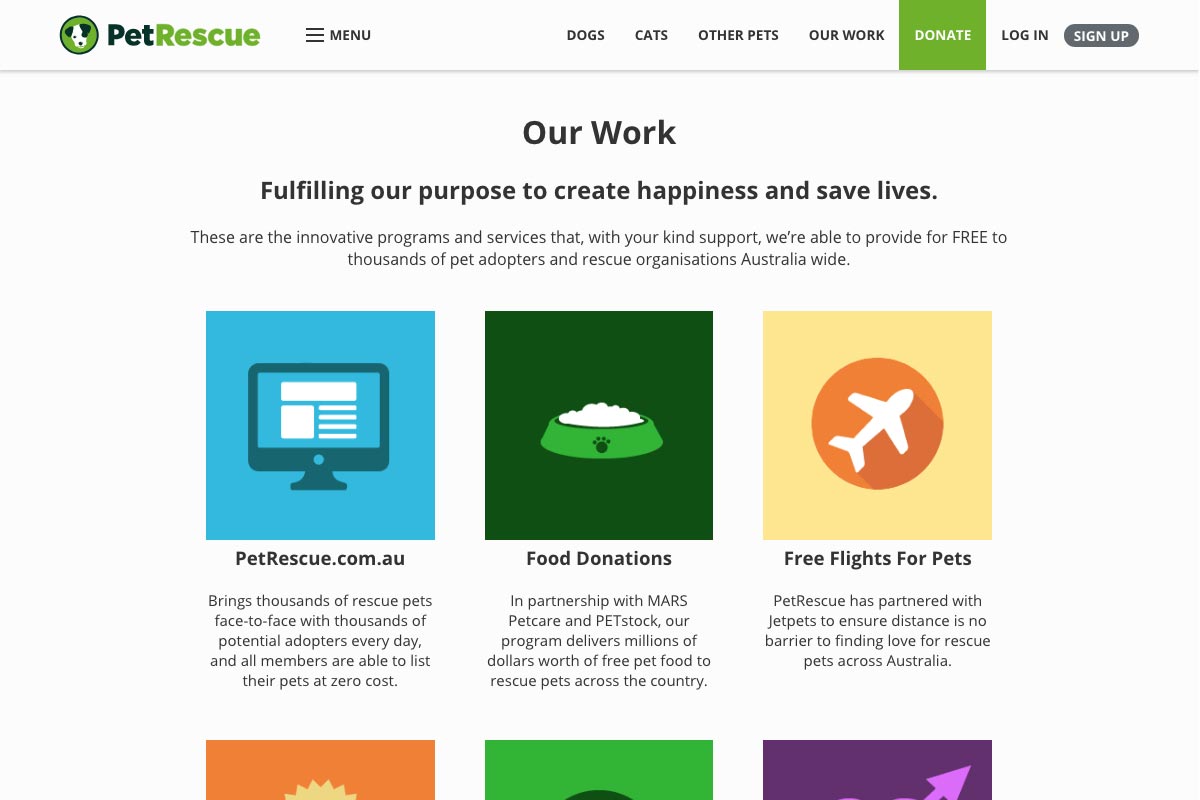 PetRescue
MENU
DOGS
CATS
OTHER PETS
OUR WORK
DONATE
LOG IN
SIGN UP
Our Work
Fulfilling our purpose to create happiness and save lives.
These are the innovative programs and services that, with your kind support, we’re able to provide for FREE to
thousands of pet adopters and rescue organisations Australia wide.
PetRescue.com.au
Brings thousands of rescue pets
face-to-face with thousands of
potential adopters every day,
and all members are able to list
their pets at zero cost.
Food Donations
In partnership with MARS
Petcare and PETstock, our
program delivers millions of
dollars worth of free pet food to
rescue pets across the country.
Free Flights For Pets
PetRescue has partnered with
Jetpets to ensure distance is no
barrier to finding love for rescue
pets across Australia.